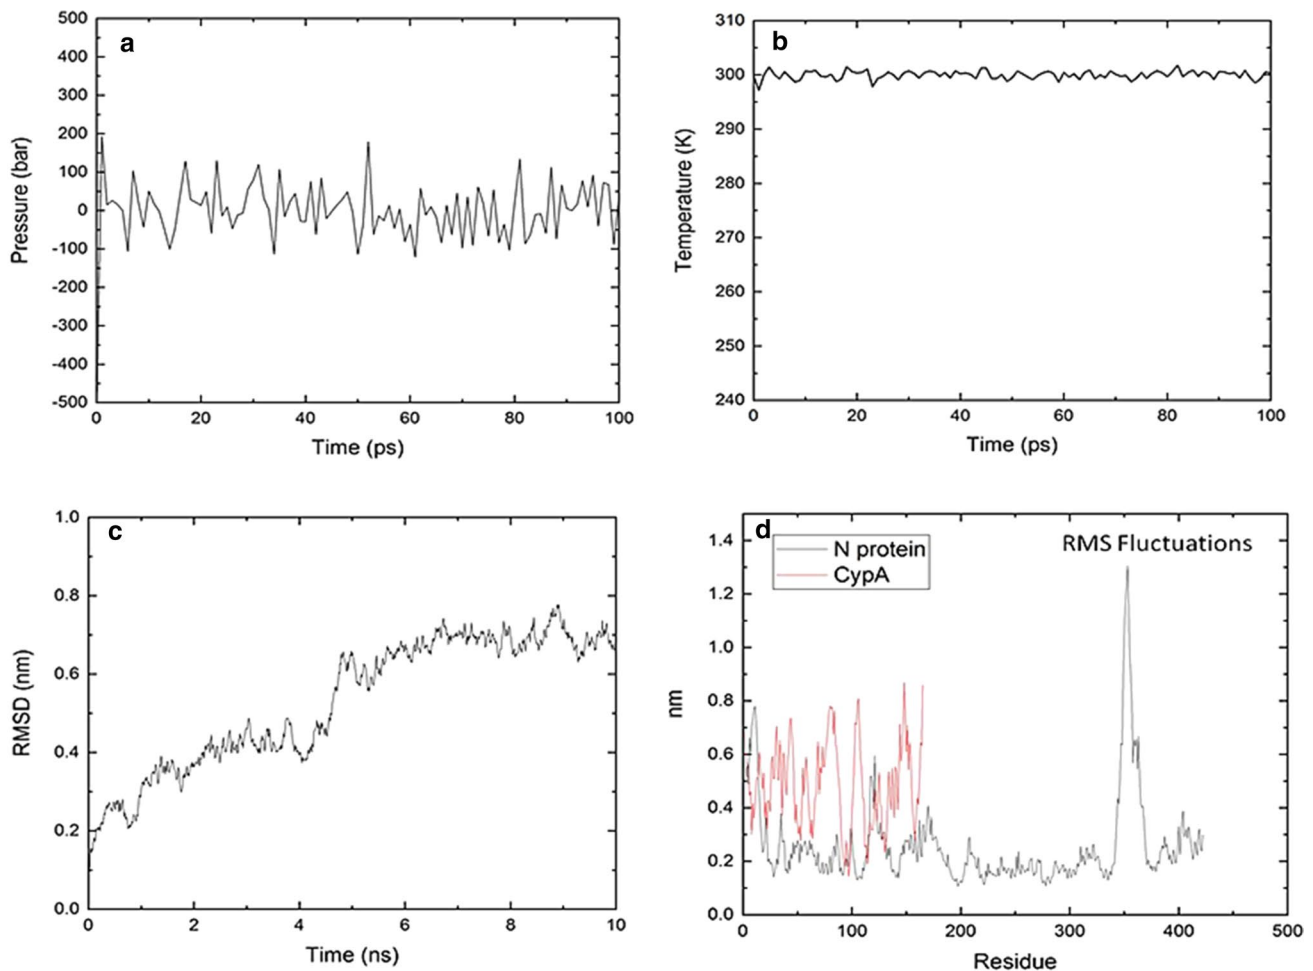 a
500
400
300
200
100
0
-100
-200
-300
-400
-500
Pressure (bar)
0 20 40 60 80 100
Time (ps)
b
310
300
290
280
270
260
250
240
Temperature (K)
0 20 40 60 80 100
Time (ps)
c
1.0
0.8
0.6
0.4
0.2
0.0
RMSD (nm)
0 2 4 6 8 10
Time (ns)
d
N protein
CypA
RMS Fluctuations
1.4
1.2
1.0
0.8
0.6
0.4
0.2
0.0
nm
0 100 200 300 400 500
Residue